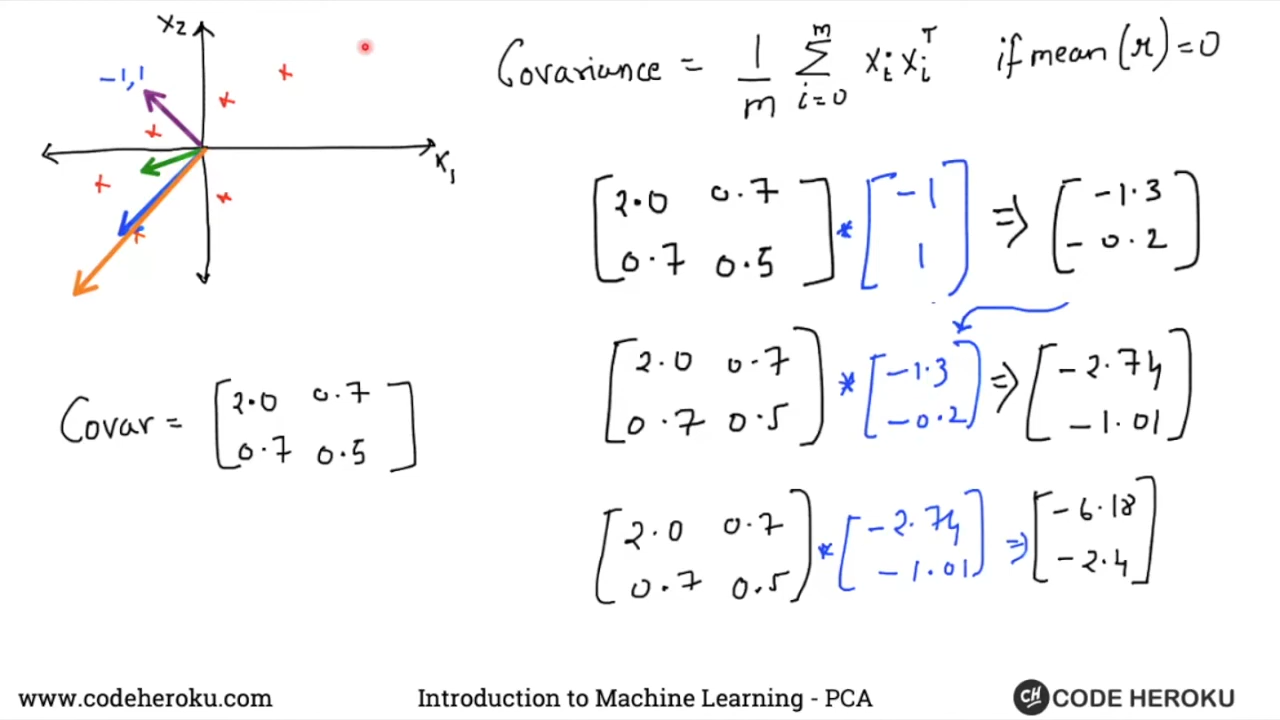 x2
-1,1
x1
Covariance = 1/m Σ i=0 m xi xi^T if mean(x)=0
[2.0 0.7
0.7 0.5] * [-1
1] ⇒ [-1.3
-0.2]
[2.0 0.7
0.7 0.5] * [-1.3
-0.2] ⇒ [-2.74
-1.01]
Covar = [2.0 0.7
0.7 0.5]
[2.0 0.7
0.7 0.5] * [-2.74
-1.01] ⇒ [-6.18
-2.4]
www.codeheroku.com
Introduction to Machine Learning - PCA
CH CODE HEROKU